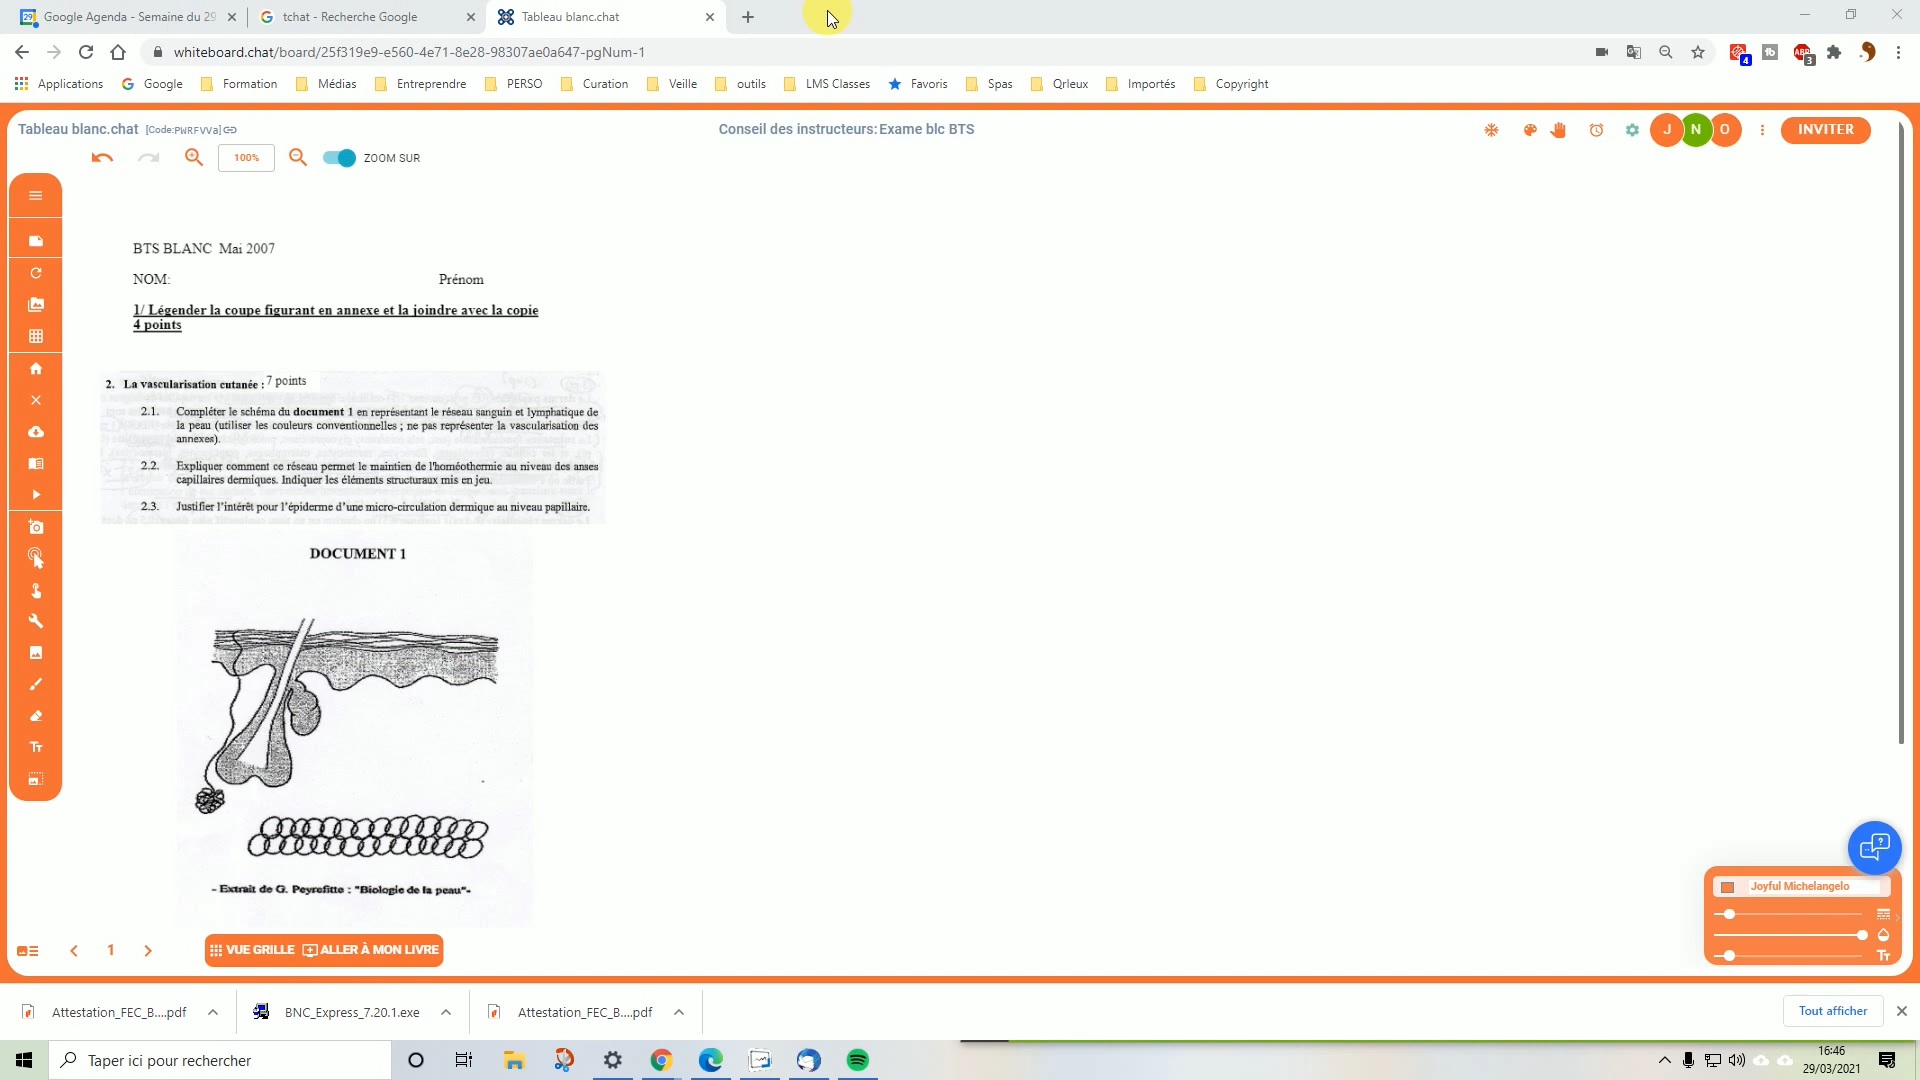 Google Agenda - Semaine du 29
tchat - Recherche Google
Tableau blanc.chat
whiteboard.chat/board/25f319e9-e560-4e71-8e28-98307ae0a647-pgNum-1
Applications
Google
Formation
Médias
Entreprendre
PERSO
Curation
Veille
outils
LMS Classes
Favoris
Spas
Qrleux
Importés
Copyright
Tableau blanc.chat [Code:PWRFVVa]
Conseil des instructeurs:Exame blc BTS
J N O
INVITER
100%
ZOOM SUR
BTS BLANC Mai 2007
NOM: Prénom
1/ Légender la coupe figurant en annexe et la joindre avec la copie
4 points
2. La vascularisation cutanée : 7 points
2.1. Compléter le schéma du document 1 en représentant le réseau sanguin et lymphatique de
la peau (utiliser les couleurs conventionnelles ; ne pas représenter la vascularisation des
annexes).
2.2. Expliquer comment ce réseau permet le maintien de l'homéothermie au niveau des anses
capillaires dermiques. Indiquer les éléments structuraux mis en jeu.
2.3. Justifier l'intérêt pour l'épiderme d'une micro-circulation dermique au niveau papillaire.
DOCUMENT 1
- Extrait de G. Peyrefitte : "Biologie de la peau"-
Joyful Michelangelo
1
VUE GRILLE
ALLER À MON LIVRE
Attestation_FEC_B....pdf
BNC_Express_7.20.1.exe
Attestation_FEC_B....pdf
Tout afficher
Taper ici pour rechercher
16:46
29/03/2021